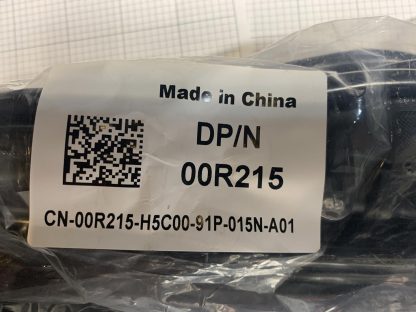 Made in China
DP/N
00R215
CN-00R215-H5C00-91P-015N-A01